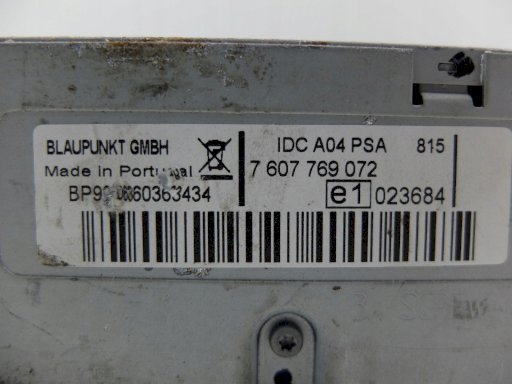 BLAUPUNKT GMBH
IDC A04 PSA 815
Made in Portugal
7 607 769 072
e1 023684